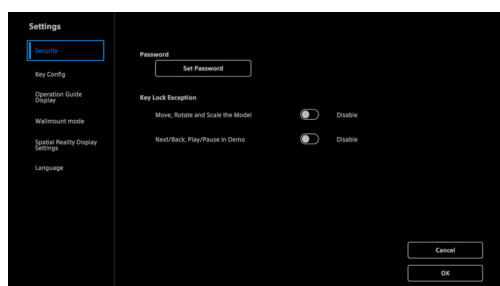 Settings
Security
Key Config
Operation Guide
Display
Wallmount mode
Spatial Reality Display
Settings
Language
Password
Set Password
Key Lock Exception
Move, Rotate and Scale the Model
Disable
Next/Back, Play/Pause in Demo
Disable
Cancel
OK